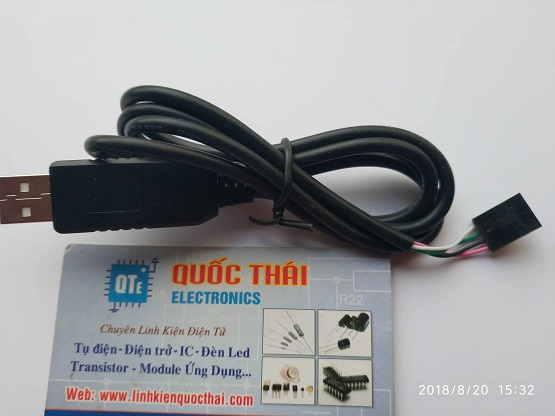 QTE
QUỐC THÁI
ELECTRONICS
R22
Chuyên Linh Kiện Điện Tử
Tụ điện - Điện trở - IC - Đèn Led
Transistor - Module Ứng Dụng...
Web: www.linhkienquocthai.com
2018/8/20 15:32